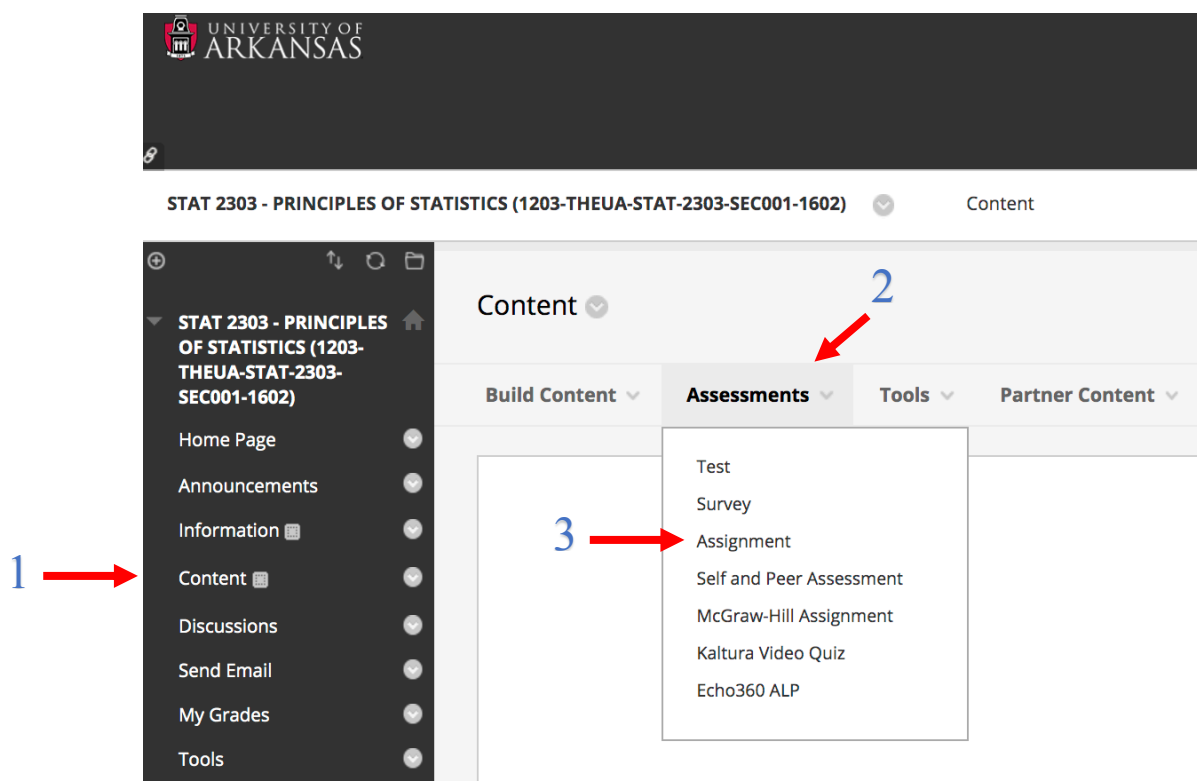 UNIVERSITY OF
ARKANSAS
STAT 2303 - PRINCIPLES OF STATISTICS (1203-THEUA-STAT-2303-SEC001-1602)
Content
STAT 2303 - PRINCIPLES
OF STATISTICS (1203-
THEUA-STAT-2303-
SEC001-1602)
Home Page
Announcements
Information
1
Content
Discussions
Send Email
My Grades
Tools
Content
2
Build Content
Assessments
Tools
Partner Content
Test
Survey
3
Assignment
Self and Peer Assessment
McGraw-Hill Assignment
Kaltura Video Quiz
Echo360 ALP